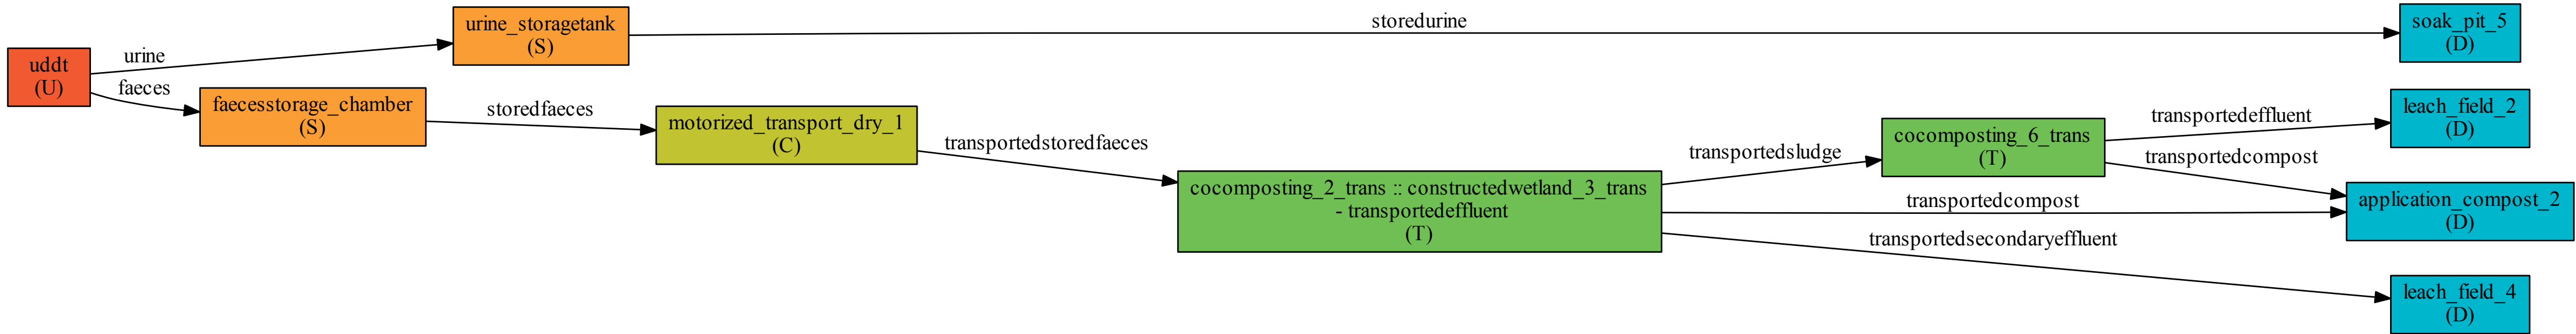 uddt
(U)
urine
faeces
urine_storagetank
(S)
faecesstorage_chamber
(S)
storedurine
storedfaeces
motorized_transport_dry_1
(C)
transportedstoredfaeces
cocomposting_2_trans :: constructedwetland_3_trans
- transportedeffluent
(T)
transportedsludge
transportedcompost
transportedsecondaryeffluent
cocomposting_6_trans
(T)
transportedeffluent
transportedcompost
soak_pit_5
(D)
leach_field_2
(D)
application_compost_2
(D)
leach_field_4
(D)